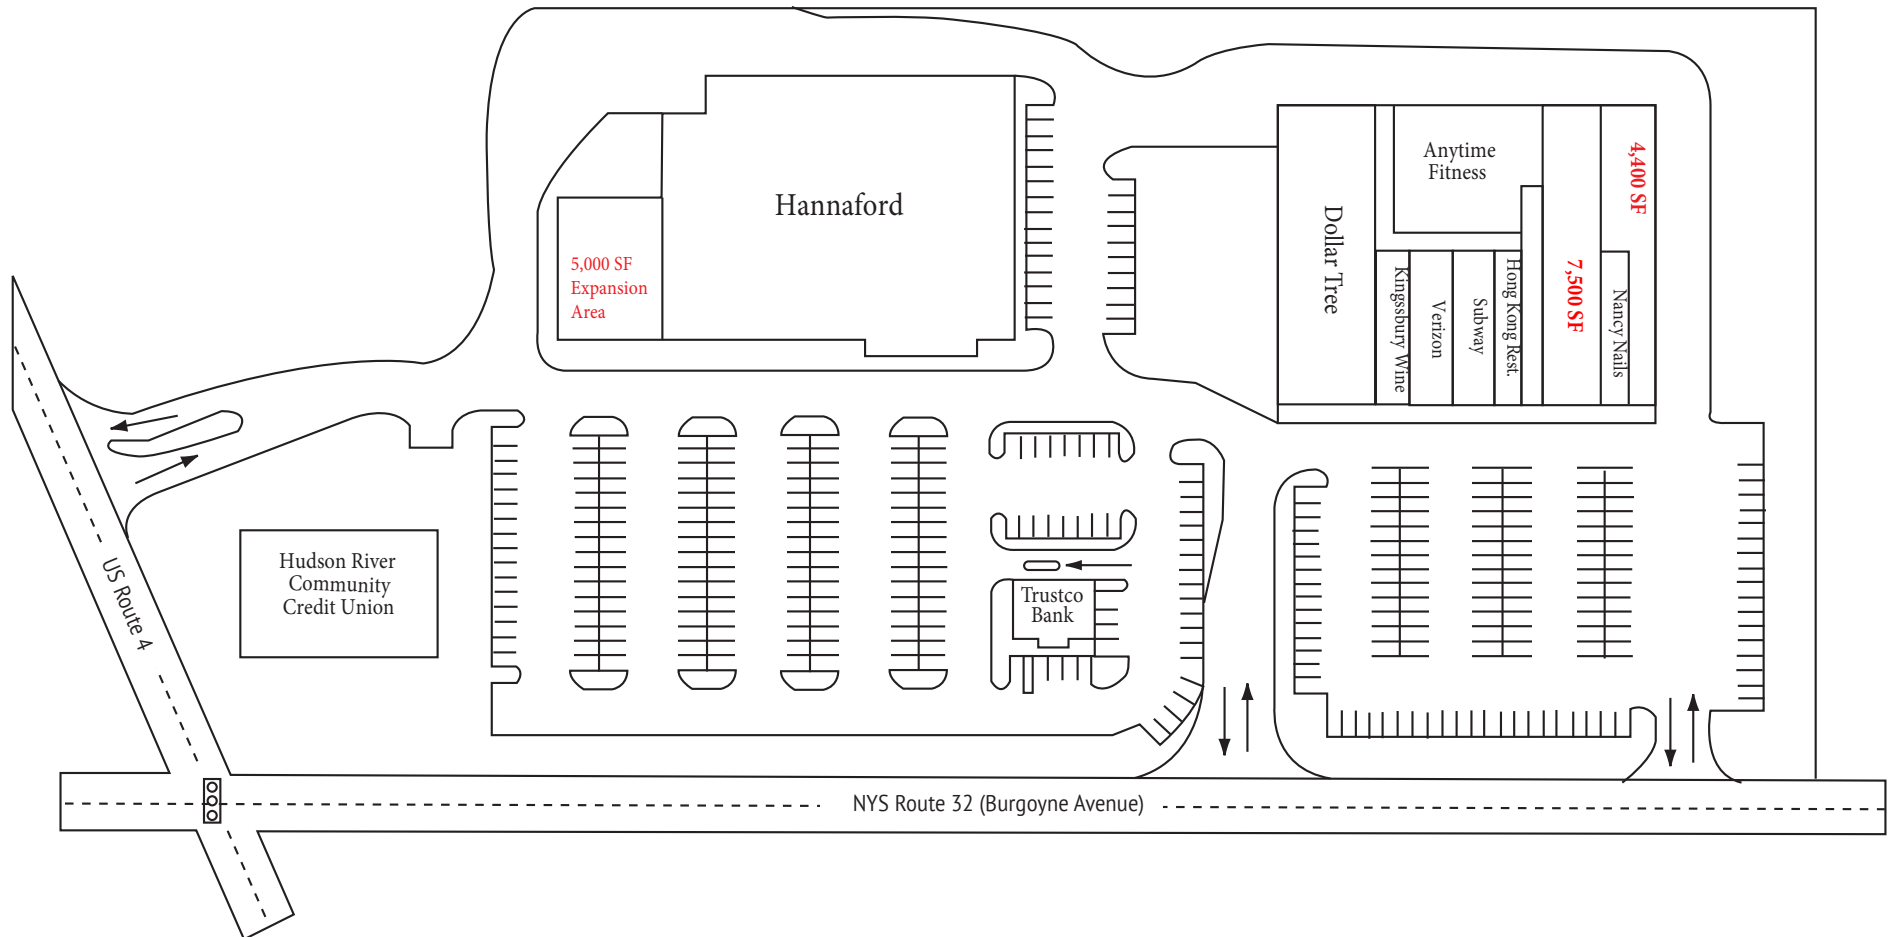 Hannaford
5,000 SF
Expansion
Area
Dollar Tree
Anytime
Fitness
Kingssbury Wine
Verizon
Subway
Hong Kong Rest.
7,500 SF
4,400 SF
Nancy Nails
Hudson River
Community
Credit Union
Trustco
Bank
US Route 4
NYS Route 32 (Burgoyne Avenue)